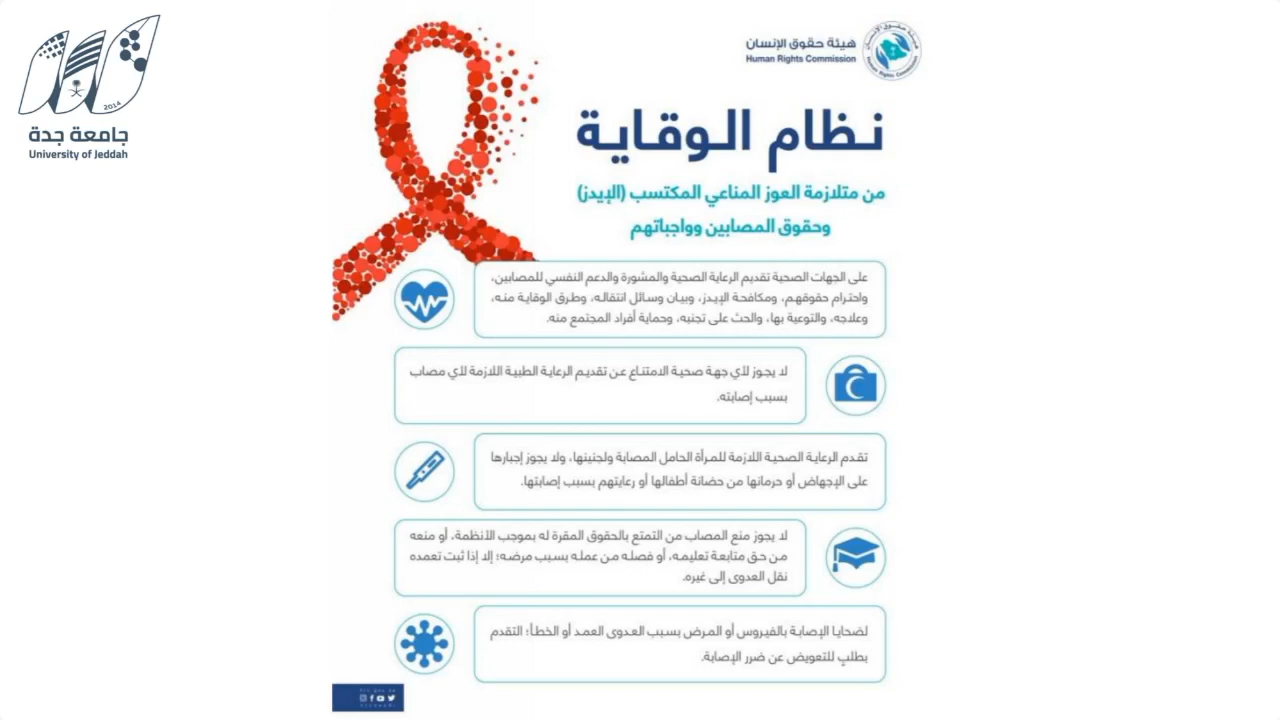 جامعة جدة
University of Jeddah
2014
هيئة حقوق الإنسان
Human Rights Commission
نظام الوقاية
من متلازمة العوز المناعي المكتسب (الإيدز)
وحقوق المصابين وواجباتهم
على الجهات الصحية تقديم الرعاية الصحية والمشورة والدعم النفسي للمصابين،
واحترام حقوقهم، ومكافحة الإيدز، وبيان وسائل انتقاله، وطرق الوقاية منه،
وعلاجه، والتوعية بها، والحث على تجنبه، وحماية أفراد المجتمع منه.
لا يجوز لأي جهة صحية الامتناع عن تقديم الرعاية الطبية اللازمة لأي مصاب
بسبب إصابته.
تقدم الرعاية الصحية اللازمة للمرأة الحامل المصابة ولجنينها، ولا يجوز إجبارها
على الإجهاض أو حرمانها من حضانة أطفالها أو رعايتهم بسبب إصابتها.
لا يجوز منع المصاب من التمتع بالحقوق المقررة له بموجب الأنظمة، أو منعه
من حق متابعة تعليمه، أو فصله من عمله بسبب مرضه؛ إلا إذا ثبت تعمده
نقل العدوى إلى غيره.
لضحايا الإصابة بالفيروس أو المرض بسبب العدوى العمد أو الخطأ؛ التقدم
بطلبٍ للتعويض عن ضرر الإصابة.